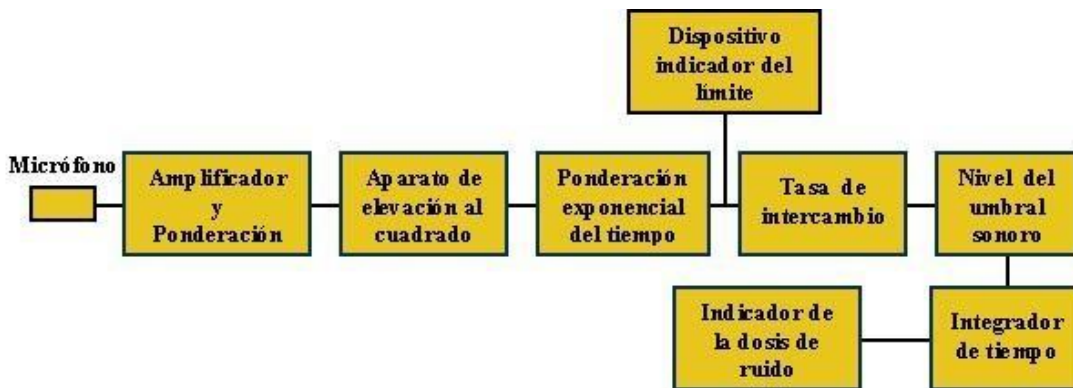 Dispositivo
indicador del
límite
Micrófono
Amplificador
y
Ponderación
Aparato de
elevación al
cuadrado
Ponderación
exponencial
del tiempo
Tasa de
intercambio
Nivel del
umbral
sonoro
Indicador de
la dosis de
ruido
Integrador
de tiempo